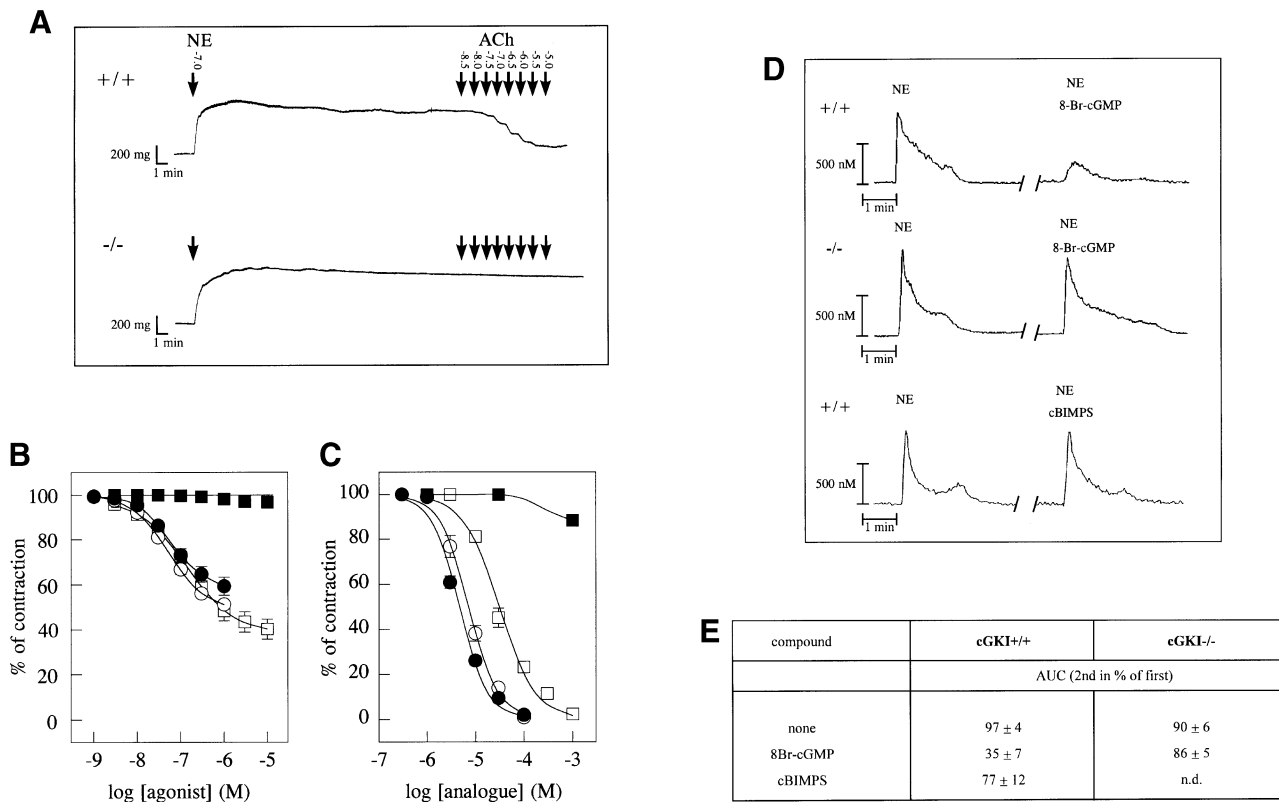 A
NE
ACh
-7.0
-8.5
-8.0
-7.5
-7.0
-6.5
-6.0
-5.5
-5.0
+/+
200 mg
1 min
-/-
200 mg
1 min
B
100
80
60
40
20
0
% of contraction
-9 -8 -7 -6 -5
log [agonist] (M)
C
100
80
60
40
20
0
% of contraction
-7 -6 -5 -4 -3
log [analogue] (M)
D
+/+
NE
NE
8-Br-cGMP
500 nM
1 min
-/-
NE
NE
8-Br-cGMP
500 nM
1 min
+/+
NE
NE
cBIMPS
500 nM
1 min
E
compound cGKI+/+ cGKI-/-
AUC (2nd in % of first)
none 97 ± 4 90 ± 6
8Br-cGMP 35 ± 7 86 ± 5
cBIMPS 77 ± 12 n.d.